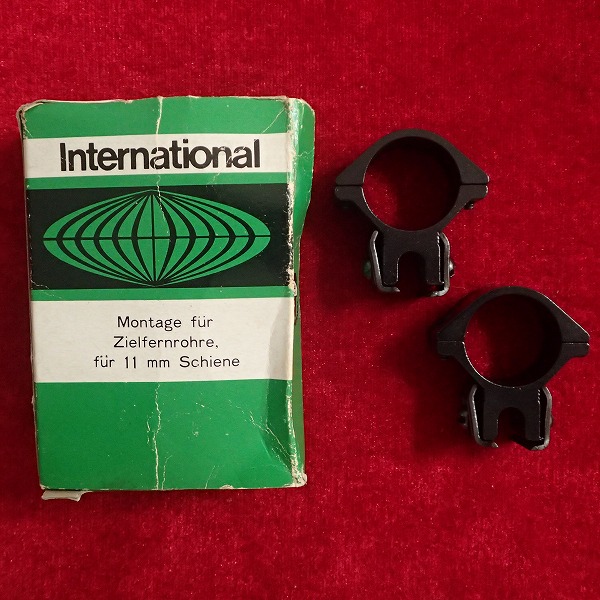 International
Montage für
Zielfernrohre,
für 11 mm Schiene